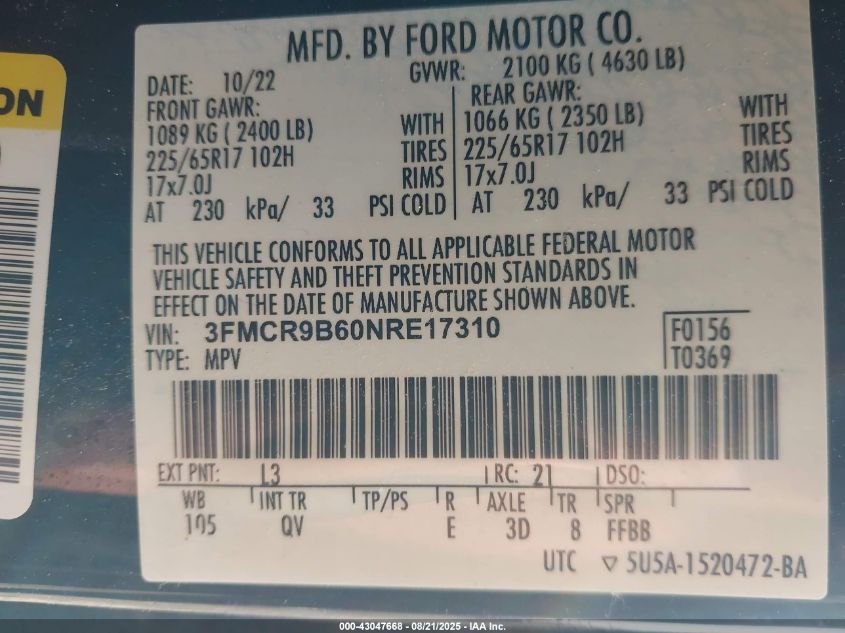 MFD. BY FORD MOTOR CO.
DATE: 10/22 GVWR: 2100 KG ( 4630 LB)
FRONT GAWR: REAR GAWR:
1089 KG ( 2400 LB) WITH 1066 KG ( 2350 LB) WITH
225/65R17 102H TIRES 225/65R17 102H TIRES
17x7.0J RIMS 17x7.0J RIMS
AT 230 kPa/ 33 PSI COLD AT 230 kPa/ 33 PSI COLD
THIS VEHICLE CONFORMS TO ALL APPLICABLE FEDERAL MOTOR
VEHICLE SAFETY AND THEFT PREVENTION STANDARDS IN
EFFECT ON THE DATE OF MANUFACTURE SHOWN ABOVE.
VIN: 3FMCR9B60NRE17310 F0156
TYPE: MPV T0369
EXT PNT: L3 RC: 21 DSO:
WB INT TR TP/PS R AXLE TR SPR
105 QV E 3D 8 FFBB
UTC ▽ 5U5A-1520472-BA
000-43047668 - 08/21/2025 - IAA Inc.